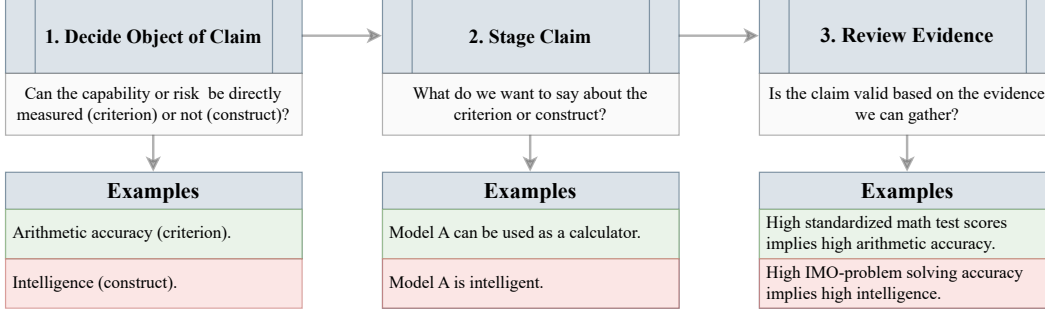 1. Decide Object of Claim
2. Stage Claim
3. Review Evidence
Can the capability or risk be directly
measured (criterion) or not (construct)?
What do we want to say about the
criterion or construct?
Is the claim valid based on the evidence
we can gather?
Examples
Examples
Examples
Arithmetic accuracy (criterion).
Model A can be used as a calculator.
High standardized math test scores
implies high arithmetic accuracy.
Intelligence (construct).
Model A is intelligent.
High IMO-problem solving accuracy
implies high intelligence.